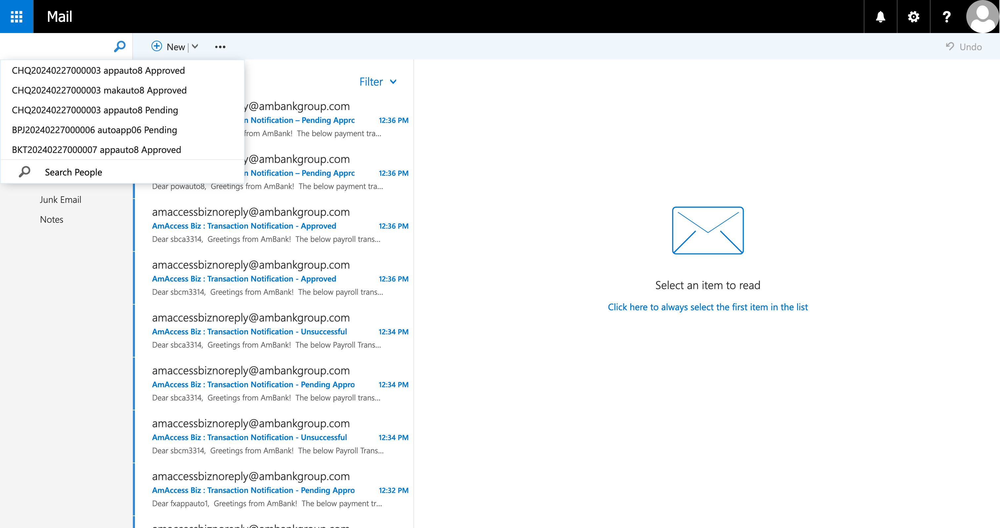 Mail
New
Undo
CHQ20240227000003 appauto8 Approved
CHQ20240227000003 makauto8 Approved
CHQ20240227000003 appauto8 Pending
BPJ20240227000006 autoapp06 Pending
BKT20240227000007 appauto8 Approved
Search People
Junk Email
Notes
Filter
y@ambankgroup.com
n Notification – Pending Appro 12:36 PM
from AmBank! The below payment tra...
y@ambankgroup.com
n Notification – Pending Appro 12:36 PM
Dear powauto8, Greetings from AmBank! The below payment tra...
amaccessbiznoreply@ambankgroup.com
AmAccess Biz : Transaction Notification - Approved 12:36 PM
Dear sbca3314, Greetings from AmBank! The below payroll trans...
amaccessbiznoreply@ambankgroup.com
AmAccess Biz : Transaction Notification - Approved 12:36 PM
Dear sbcm3314, Greetings from AmBank! The below payroll trans...
amaccessbiznoreply@ambankgroup.com
AmAccess Biz : Transaction Notification - Unsuccessful 12:34 PM
Dear sbca3314, Greetings from AmBank! The below Payroll Trans...
amaccessbiznoreply@ambankgroup.com
AmAccess Biz : Transaction Notification - Pending Appro 12:34 PM
Dear sbca3314, Greetings from AmBank! The below payroll trans...
amaccessbiznoreply@ambankgroup.com
AmAccess Biz : Transaction Notification - Unsuccessful 12:34 PM
Dear sbcm3314, Greetings from AmBank! The below Payroll Trans...
amaccessbiznoreply@ambankgroup.com
AmAccess Biz : Transaction Notification - Pending Appro 12:32 PM
Dear fxappauto1, Greetings from AmBank! The below payment tr...
Select an item to read
Click here to always select the first item in the list